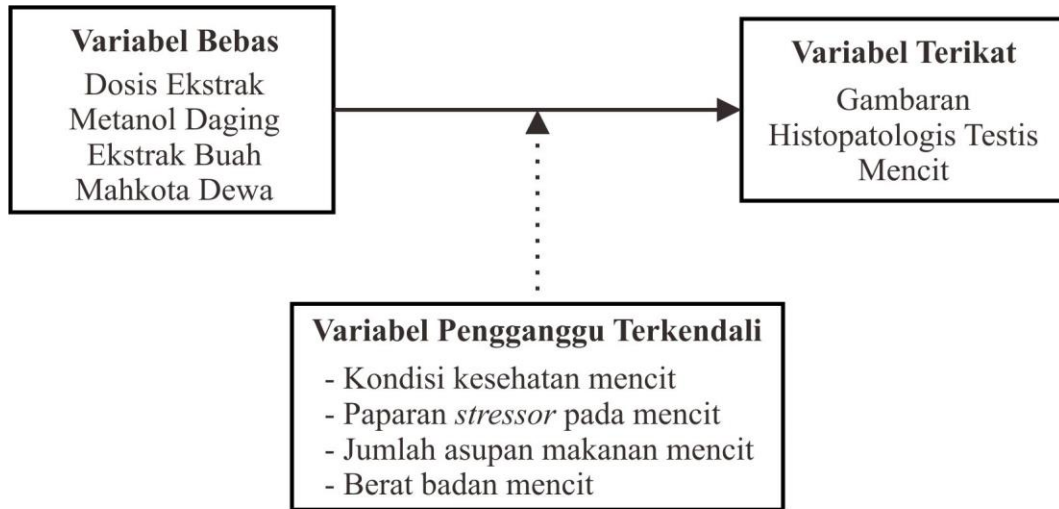 Variabel Bebas
Dosis Ekstrak
Metanol Daging
Ekstrak Buah
Mahkota Dewa
Variabel Terikat
Gambaran
Histopatologis Testis
Mencit
Variabel Pengganggu Terkendali
- Kondisi kesehatan mencit
- Paparan stressor pada mencit
- Jumlah asupan makanan mencit
- Berat badan mencit